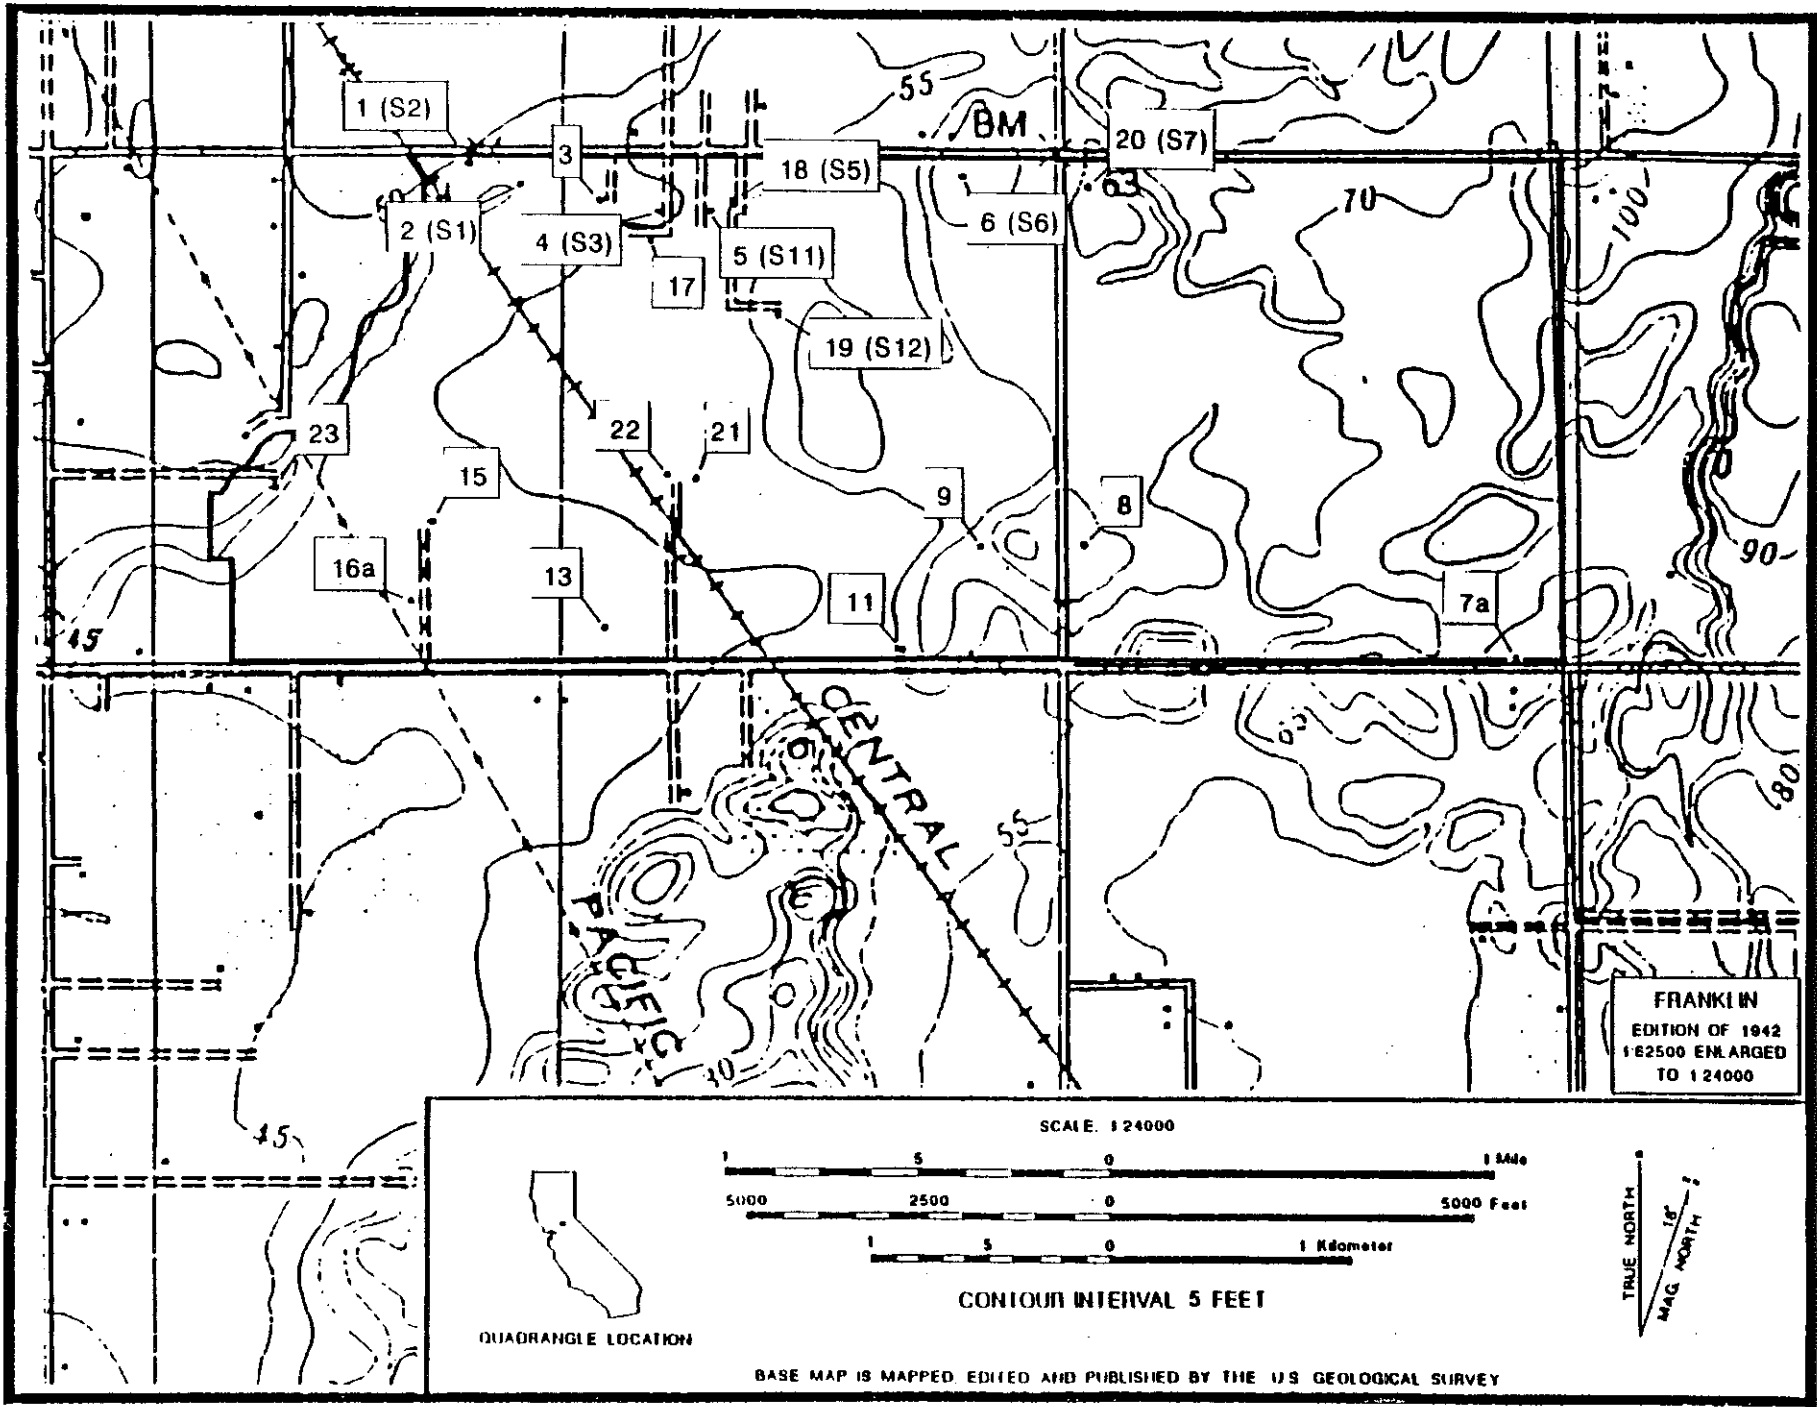 55
1 (S2)
BM
20 (S7)
3
18 (S5)
63
70
100
2 (S1)
4 (S3)
5 (S11)
6 (S6)
17
19 (S12)
23
22
21
15
9
8
90
16a
13
11
7a
45
CENTRAL
80
55
PACIFIC
FRANKLIN
EDITION OF 1942
1:62500 ENLARGED
TO 1 24000
45
SCALE. 1 24000
1 5 0 1 Mile
5000 2500 0 5000 Feet
1 5 0 1 Kilometer
CONTOUR INTERVAL 5 FEET
QUADRANGLE LOCATION
TRUE NORTH
18°
MAG. NORTH
BASE MAP IS MAPPED EDITED AND PUBLISHED BY THE U S GEOLOGICAL SURVEY